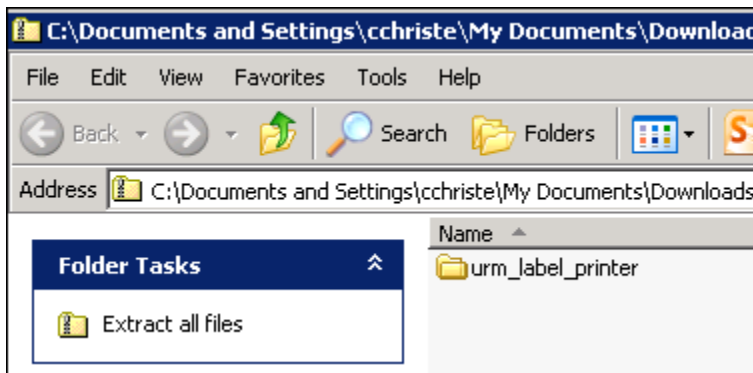 C:\Documents and Settings\cchriste\My Documents\Downloa
File Edit View Favorites Tools Help
Back Search Folders S
Address C:\Documents and Settings\cchriste\My Documents\Downloads
Name
Folder Tasks
urm_label_printer
Extract all files